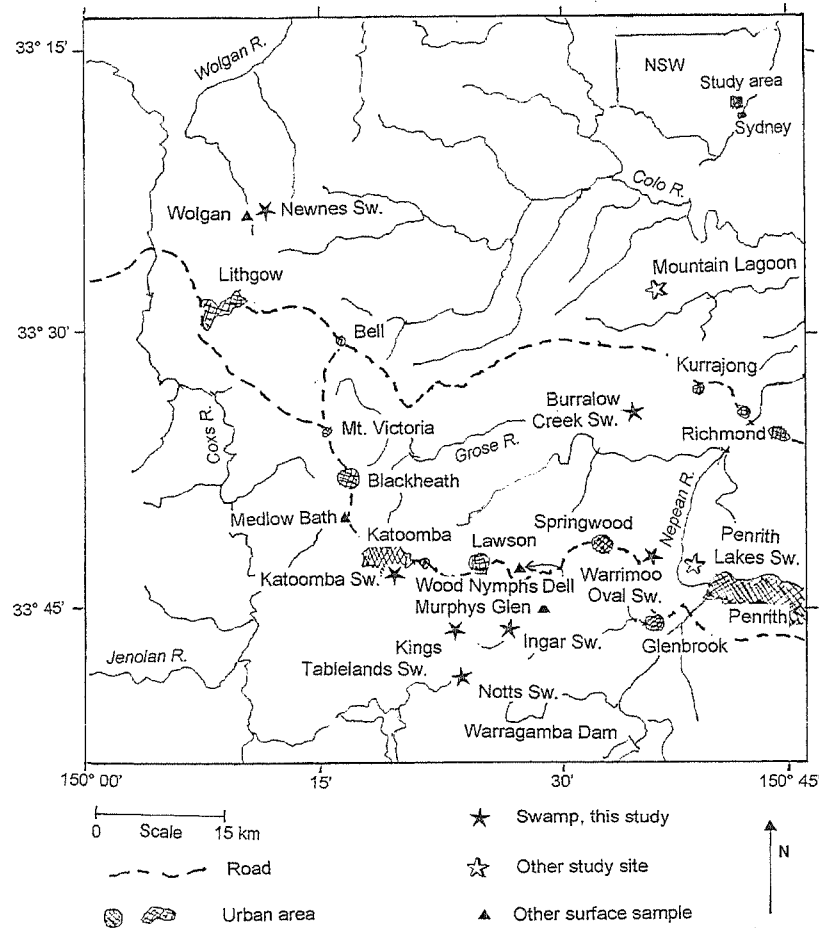 33° 15'
Wolgan R.
NSW
Study area
Sydney
Colo R.
Wolgan
Newnes Sw.
Mountain Lagoon
Lithgow
33° 30'
Bell
Kurrajong
Burralow
Creek Sw.
Coxs R.
Mt. Victoria
Grose R.
Richmond
Blackheath
Nepean R.
Medlow Bath
Katoomba
Lawson
Springwood
Penrith
Lakes Sw.
Katoomba Sw.
Wood Nymphs Dell
Warrimoo
Oval Sw.
Murphys Glen
33° 45'
Penrith
Kings
Tablelands Sw.
Ingar Sw.
Glenbrook
Jenolan R.
Notts Sw.
Warragamba Dam
150° 00'
15'
30'
150° 45'
0 Scale 15 km
Road
Urban area
Swamp, this study
Other study site
Other surface sample
N